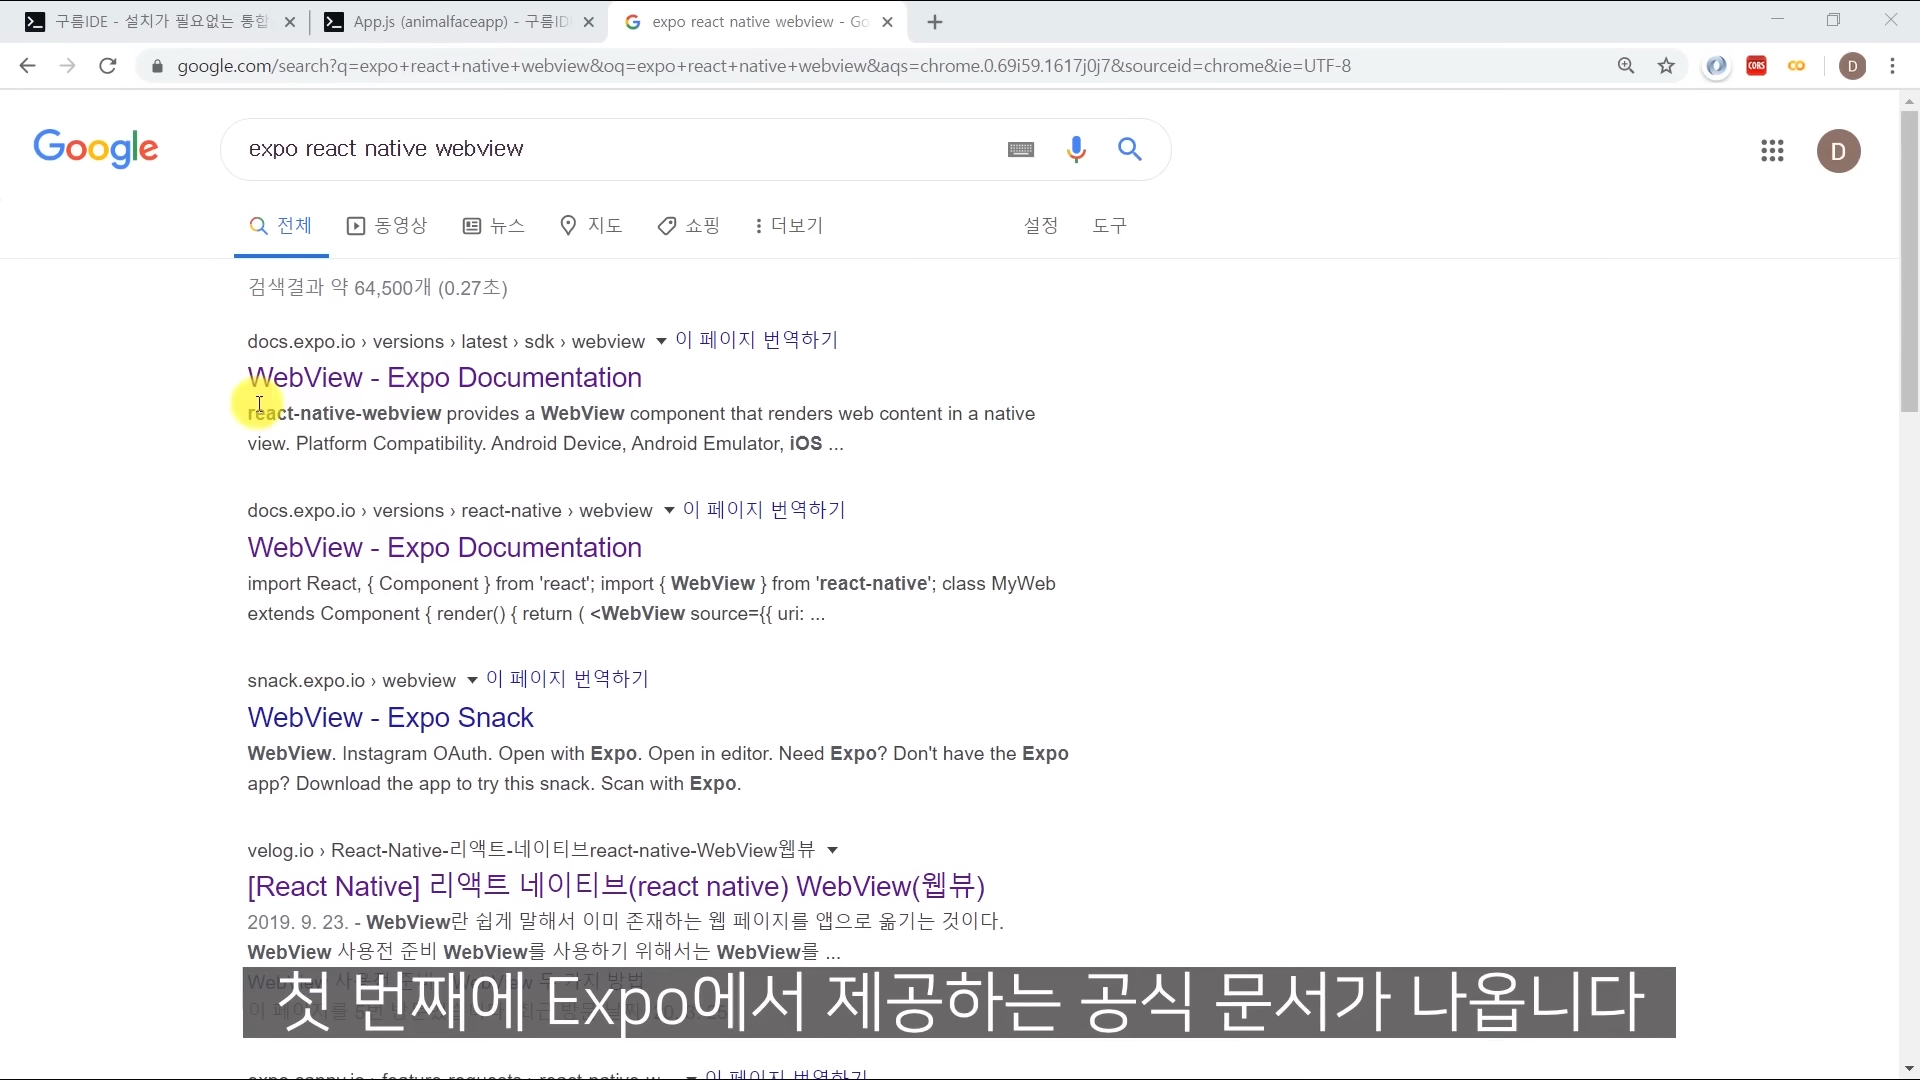 구름IDE - 설치가 필요없는 통합
App.js (animalfaceapp) - 구름ID
expo react native webview - Go
google.com/search?q=expo+react+native+webview&oq=expo+react+native+webview&aqs=chrome.0.69i59.1617j0j7&sourceid=chrome&ie=UTF-8
CORS
D
Google
expo react native webview
D
전체
동영상
뉴스
지도
쇼핑
더보기
설정
도구
검색결과 약 64,500개 (0.27초)
docs.expo.io › versions › latest › sdk › webview ▼ 이 페이지 번역하기
WebView - Expo Documentation
react-native-webview provides a WebView component that renders web content in a native
view. Platform Compatibility. Android Device, Android Emulator, iOS ...
docs.expo.io › versions › react-native › webview ▼ 이 페이지 번역하기
WebView - Expo Documentation
import React, { Component } from 'react'; import { WebView } from 'react-native'; class MyWeb
extends Component { render() { return ( <WebView source={{ uri: ...
snack.expo.io › webview ▼ 이 페이지 번역하기
WebView - Expo Snack
WebView. Instagram OAuth. Open with Expo. Open in editor. Need Expo? Don't have the Expo
app? Download the app to try this snack. Scan with Expo.
velog.io › React-Native-리액트-네이티브react-native-WebView웹뷰 ▼
[React Native] 리액트 네이티브(react native) WebView(웹뷰)
2019. 9. 23. - WebView란 쉽게 말해서 이미 존재하는 웹 페이지를 앱으로 옮기는 것이다.
WebView 사용전 준비 WebView를 사용하기 위해서는 WebView를 ...
첫 번째에 Expo에서 제공하는 공식 문서가 나옵니다